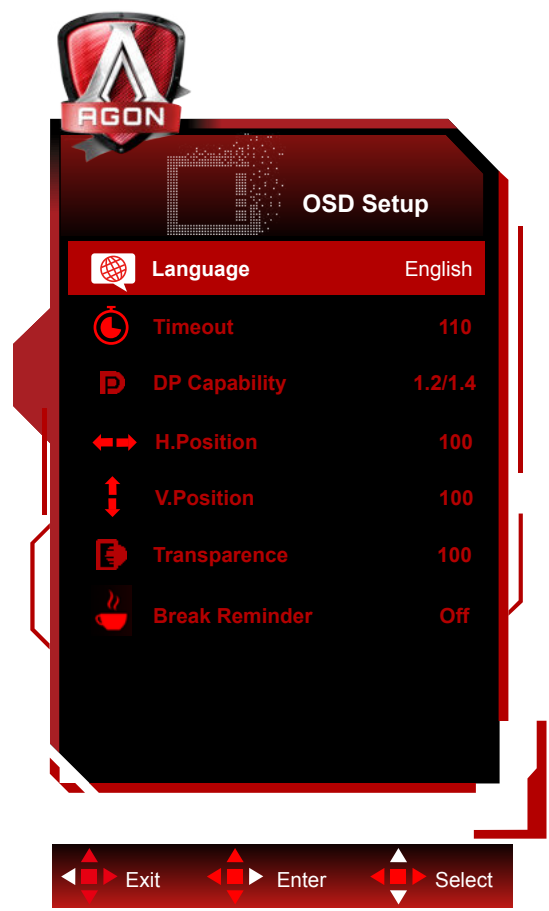 AGON
OSD Setup
Language English
Timeout 110
DP Capability 1.2/1.4
H.Position 100
V.Position 100
Transparence 100
Break Reminder Off
Exit Enter Select